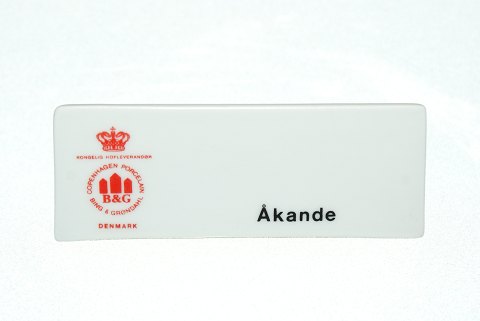 KONGELIG HOFLEVERANDØR
COPENHAGEN PORCELAIN
B&G
BING & GRØNDAHL
DENMARK
Åkande